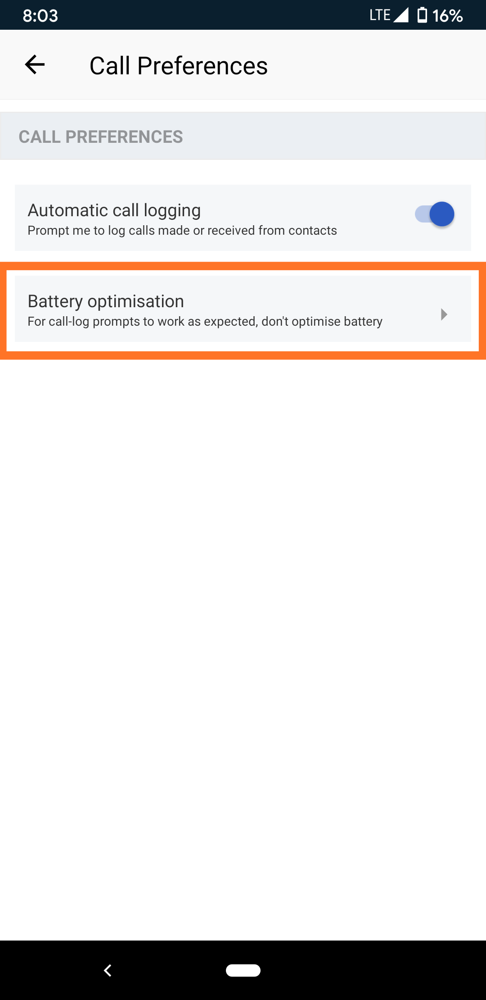 8:03 LTE 16%
Call Preferences
CALL PREFERENCES
Automatic call logging
Prompt me to log calls made or received from contacts
Battery optimisation
For call-log prompts to work as expected, don't optimise battery